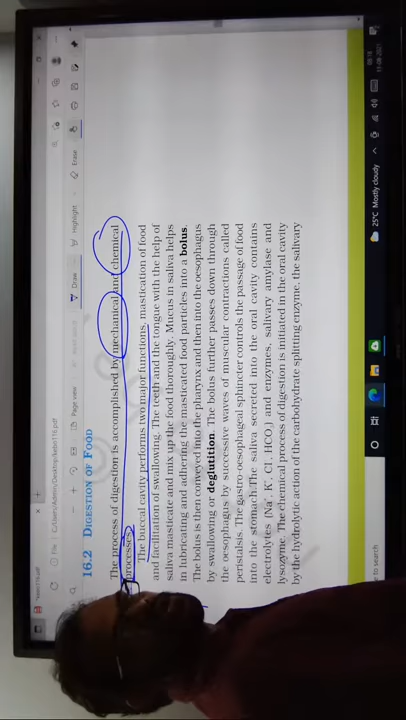 C:/Users/Admin/Desktop/kebo116.pdf
Page view
Draw
Highlight
Erase
16.2 DIGESTION OF FOOD
The process of digestion is accomplished by mechanical and chemical
processes.
The buccal cavity performs two major functions, mastication of food
and facilitation of swallowing. The teeth and the tongue with the help of
saliva masticate and mix up the food thoroughly. Mucus in saliva helps
in lubricating and adhering the masticated food particles into a bolus.
The bolus is then conveyed into the pharynx and then into the oesophagus
by swallowing or deglutition. The bolus further passes down through
the oesophagus by successive waves of muscular contractions called
peristalsis. The gastro-oesophageal sphincter controls the passage of food
into the stomach. The saliva secreted into the oral cavity contains
electrolytes (Na+, K+, Cl-, HCO3-) and enzymes, salivary amylase and
lysozyme. The chemical process of digestion is initiated in the oral cavity
by the hydrolytic action of the carbohydrate splitting enzyme, the salivary
to search
25°C Mostly cloudy